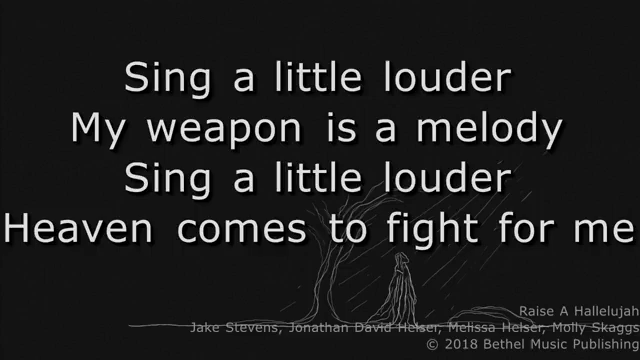 Sing a little louder
My weapon is a melody
Sing a little louder
Heaven comes to fight for me
Raise A Hallelujah
Jake Stevens, Jonathan David Helser, Melissa Helser, Molly Skaggs
© 2018 Bethel Music Publishing